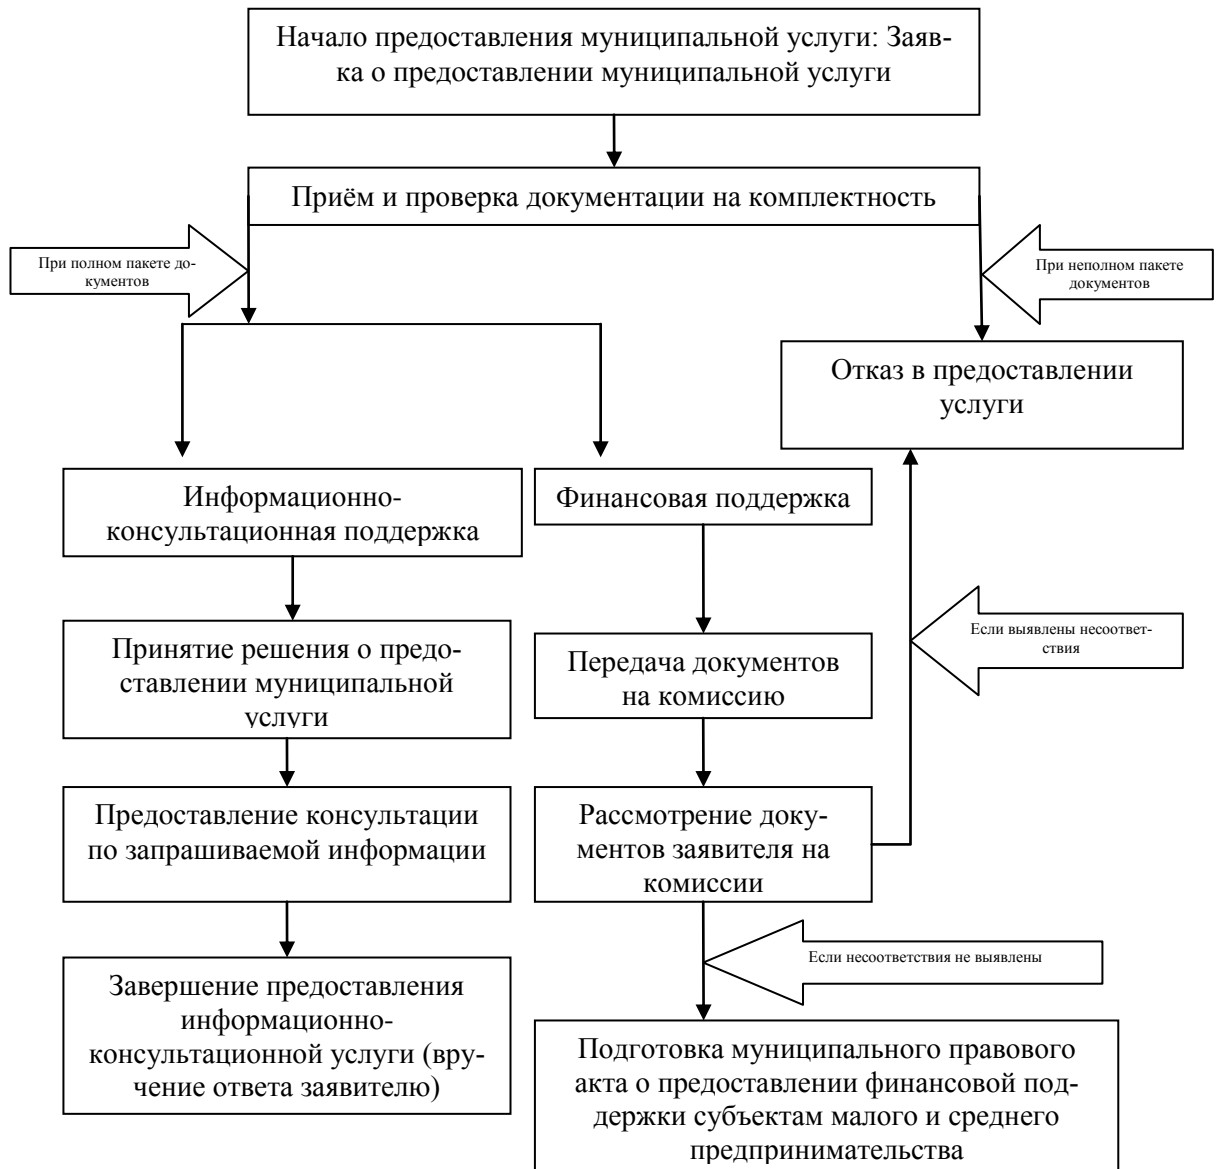 Начало предоставления муниципальной услуги: Заяв-
ка о предоставлении муниципальной услуги
Приём и проверка документации на комплектность
При полном пакете до-
кументов
При неполном пакете
документов
Отказ в предоставлении
услуги
Информационно-
консультационная поддержка
Финансовая поддержка
Если выявлены несоответ-
ствия
Принятие решения о предо-
ставлении муниципальной
услуги
Передача документов
на комиссию
Предоставление консультации
по запрашиваемой информации
Рассмотрение доку-
ментов заявителя на
комиссии
Если несоответствия не выявлены
Завершение предоставления
информационно-
консультационной услуги (вру-
чение ответа заявителю)
Подготовка муниципального правового
акта о предоставлении финансовой под-
держки субъектам малого и среднего
предпринимательства